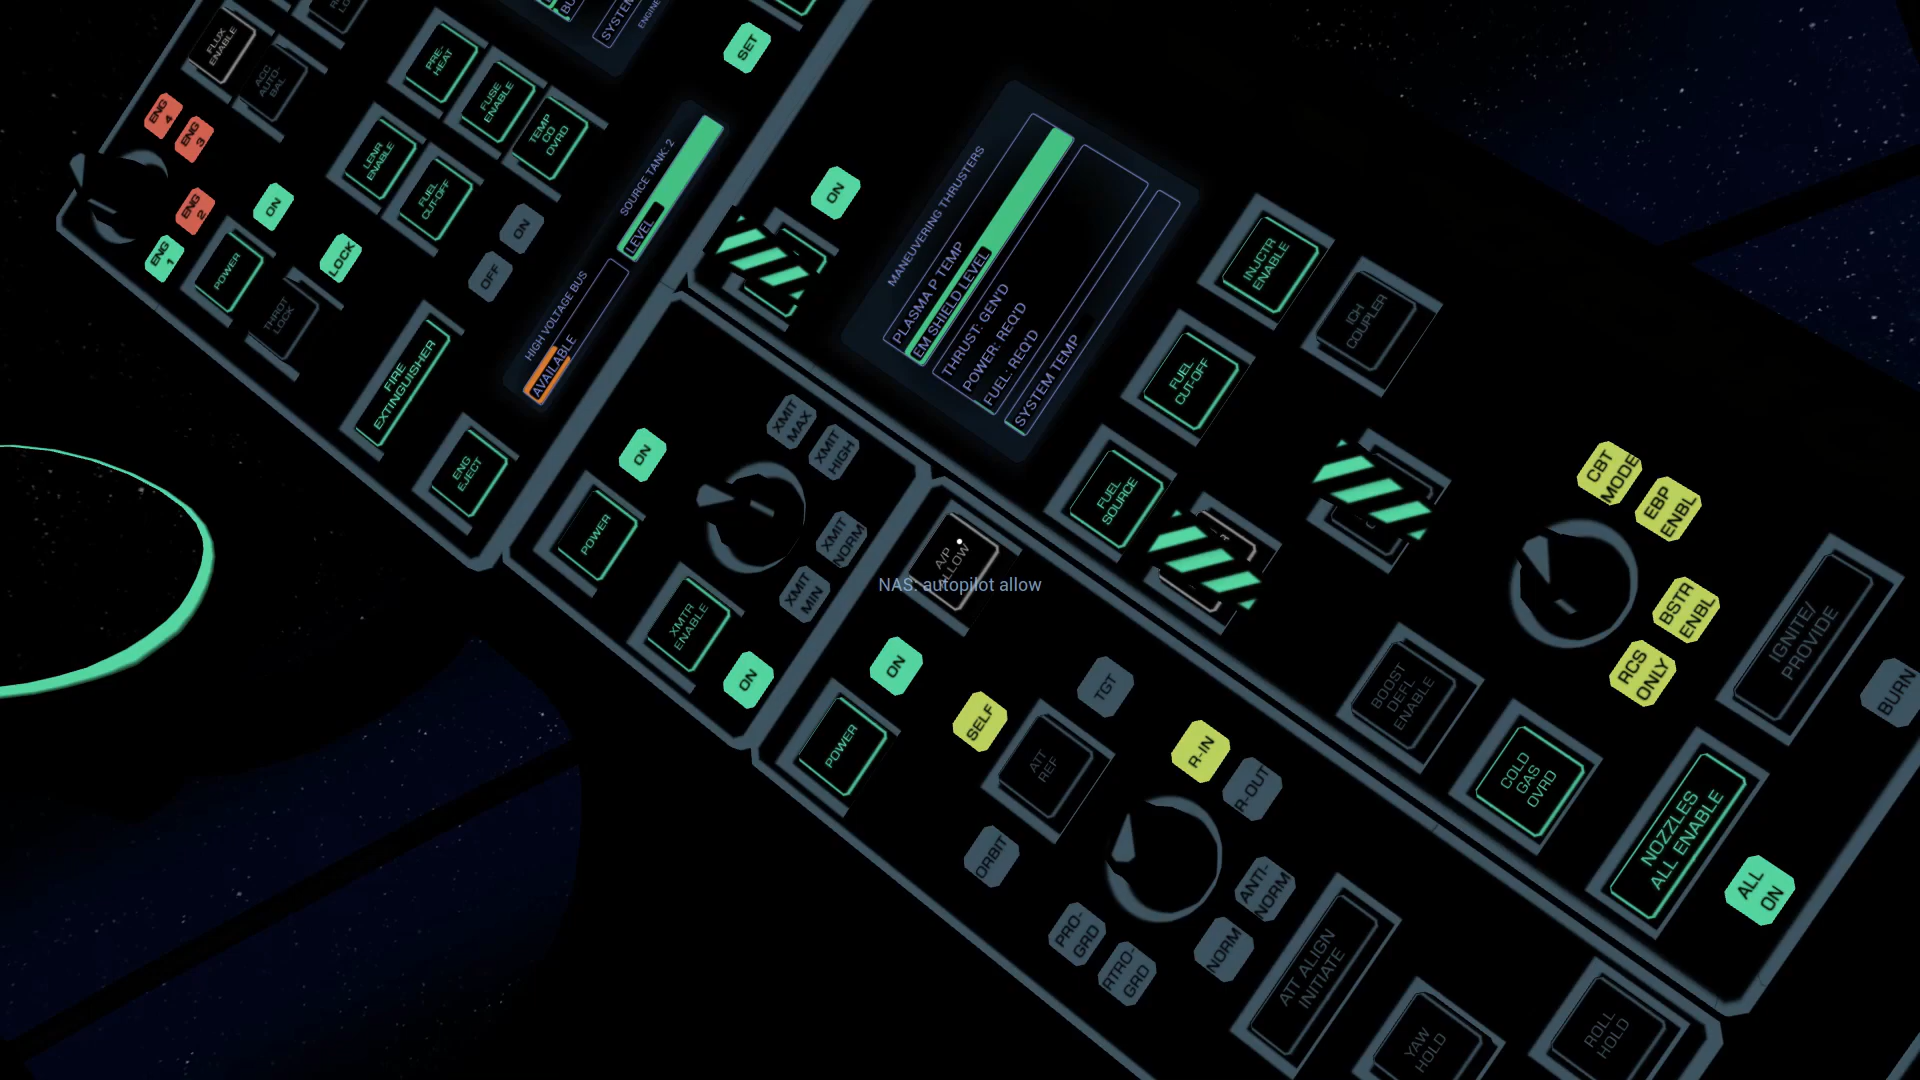 FLUX
ENABLE
ACC
AUTO-
BAL
ENG
4
ENG
3
ENG
2
ENG
1
ON
POWER
THROT
LOCK
LOCK
PRE-
HEAT
FUSE
ENABLE
TEMP
CO
OVRD
LENR
ENABLE
FUEL
CUT-OFF
ON
OFF
FIRE
EXTINGUISHER
ENG
EJECT
SYSTEM
ENGINE
SET
SOURCE TANK: 2
LEVEL
HIGH VOLTAGE BUS
AVAILABLE
ON
MANEUVERING THRUSTERS
PLASMA P TEMP
EM SHIELD LEVEL
THRUST: GEN'D
POWER: REQ'D
FUEL: REQ'D
SYSTEM TEMP
INJCTR
ENABLE
ICH
COUPLER
FUEL
CUT-OFF
FUEL
SOURCE
ON
POWER
XMIT
MAX
XMIT
HIGH
XMIT
NORM
XMIT
MIN
XMTR
ENABLE
ON
A/P
ALLOW
NAS: autopilot allow
ON
POWER
SELF
TGT
ATT
REF
ORBIT
R-IN
R-OUT
ANTI-
NORM
NORM
PRO-
GRD
RTRO-
GRD
ATT ALIGN
INITIATE
YAW
HOLD
ROLL
HOLD
CBT
MODE
EBP
ENBL
BSTR
ENBL
RCS
ONLY
IGNITE/
PROVIDE
BURN
BOOST
DEFL
ENABLE
COLD
GAS
OVRD
NOZZLES
ALL ENABLE
ALL
ON